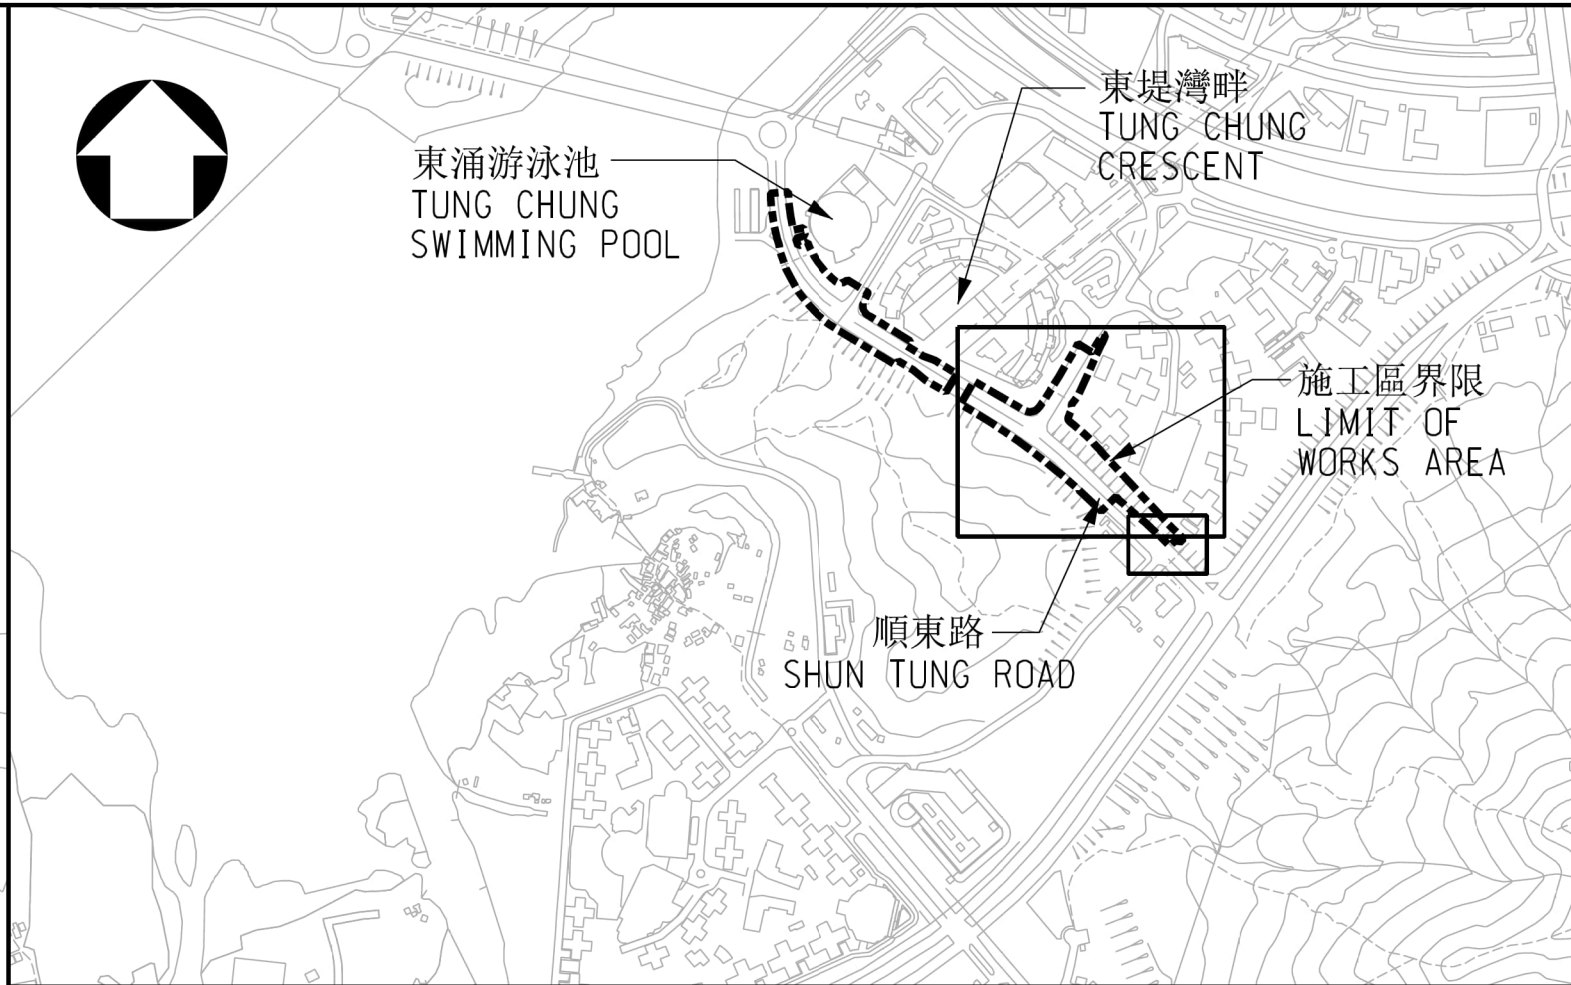 東堤灣畔
TUNG CHUNG
CRESCENT
東涌游泳池
TUNG CHUNG
SWIMMING POOL
施工區界限
LIMIT OF
WORKS AREA
順東路
SHUN TUNG ROAD